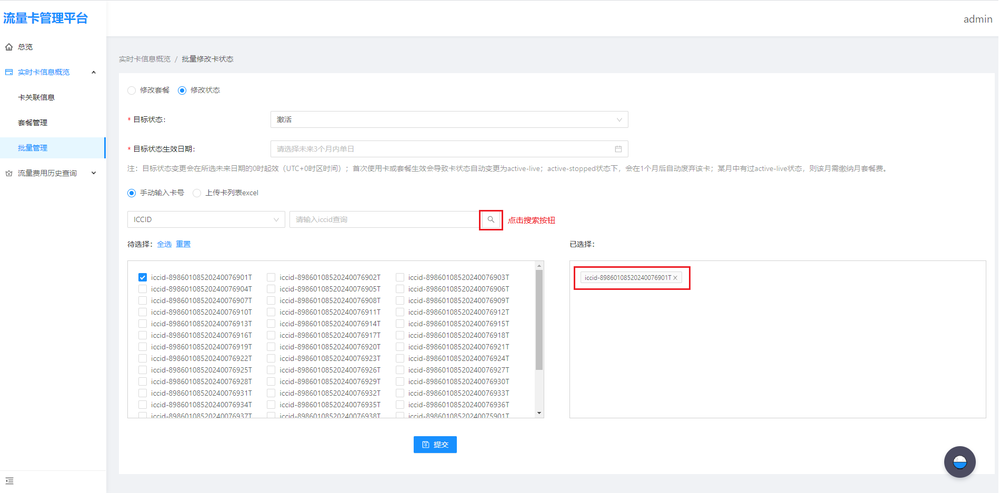 流量卡管理平台
admin
总览
实时卡信息概览
卡关联信息
套餐管理
批量管理
流量费用历史查询
实时卡信息概览 / 批量修改卡状态
修改套餐 修改状态
* 目标状态: 激活
* 目标状态生效日期: 请选择未来3个月内单日
注：目标状态变更会在所选未来日期的0时起效（UTC+0时区时间）；首次使用卡或套餐生效会导致卡状态自动变更为active-live；active-stopped状态下，会在1个月后自动废弃该卡；某月中有过active-live状态，则该月需缴纳月套餐费。
手动输入卡号 上传卡列表excel
ICCID 请输入iccid查询 点击搜索按钮
待选择： 全选 重置
已选择：
iccid-89860108520240076901T iccid-89860108520240076902T iccid-89860108520240076903T
iccid-89860108520240076904T iccid-89860108520240076905T iccid-89860108520240076906T
iccid-89860108520240076907T iccid-89860108520240076908T iccid-89860108520240076909T
iccid-89860108520240076910T iccid-89860108520240076911T iccid-89860108520240076912T
iccid-89860108520240076913T iccid-89860108520240076914T iccid-89860108520240076915T
iccid-89860108520240076916T iccid-89860108520240076917T iccid-89860108520240076918T
iccid-89860108520240076919T iccid-89860108520240076920T iccid-89860108520240076921T
iccid-89860108520240076922T iccid-89860108520240076923T iccid-89860108520240076924T
iccid-89860108520240076925T iccid-89860108520240076926T iccid-89860108520240076927T
iccid-89860108520240076928T iccid-89860108520240076929T iccid-89860108520240076930T
iccid-89860108520240076931T iccid-89860108520240076932T iccid-89860108520240076933T
iccid-89860108520240076934T iccid-89860108520240076935T iccid-89860108520240076936T
iccid-89860108520240076937T iccid-89860108520240076938T iccid-89860108520240075901T
iccid-89860108520240076901T
提交